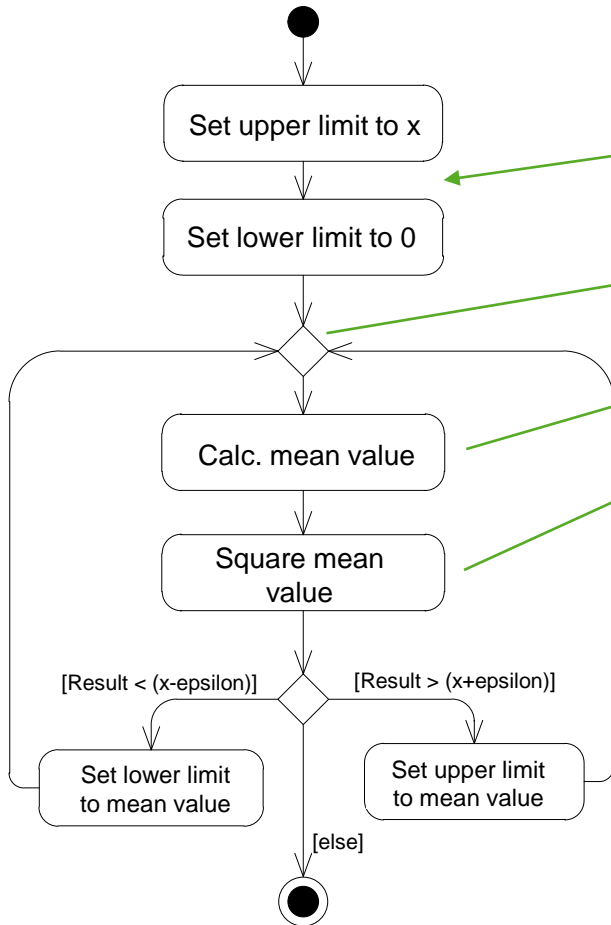 Set upper limit to x
Set lower limit to 0
Calc. mean value
Square mean
value
[Result < (x-epsilon)]
[Result > (x+epsilon)]
Set lower limit
to mean value
Set upper limit
to mean value
[else]